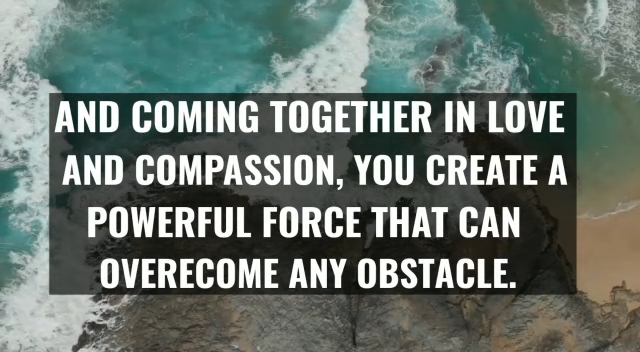 AND COMING TOGETHER IN LOVE
AND COMPASSION, YOU CREATE A
POWERFUL FORCE THAT CAN
OVERECOME ANY OBSTACLE.